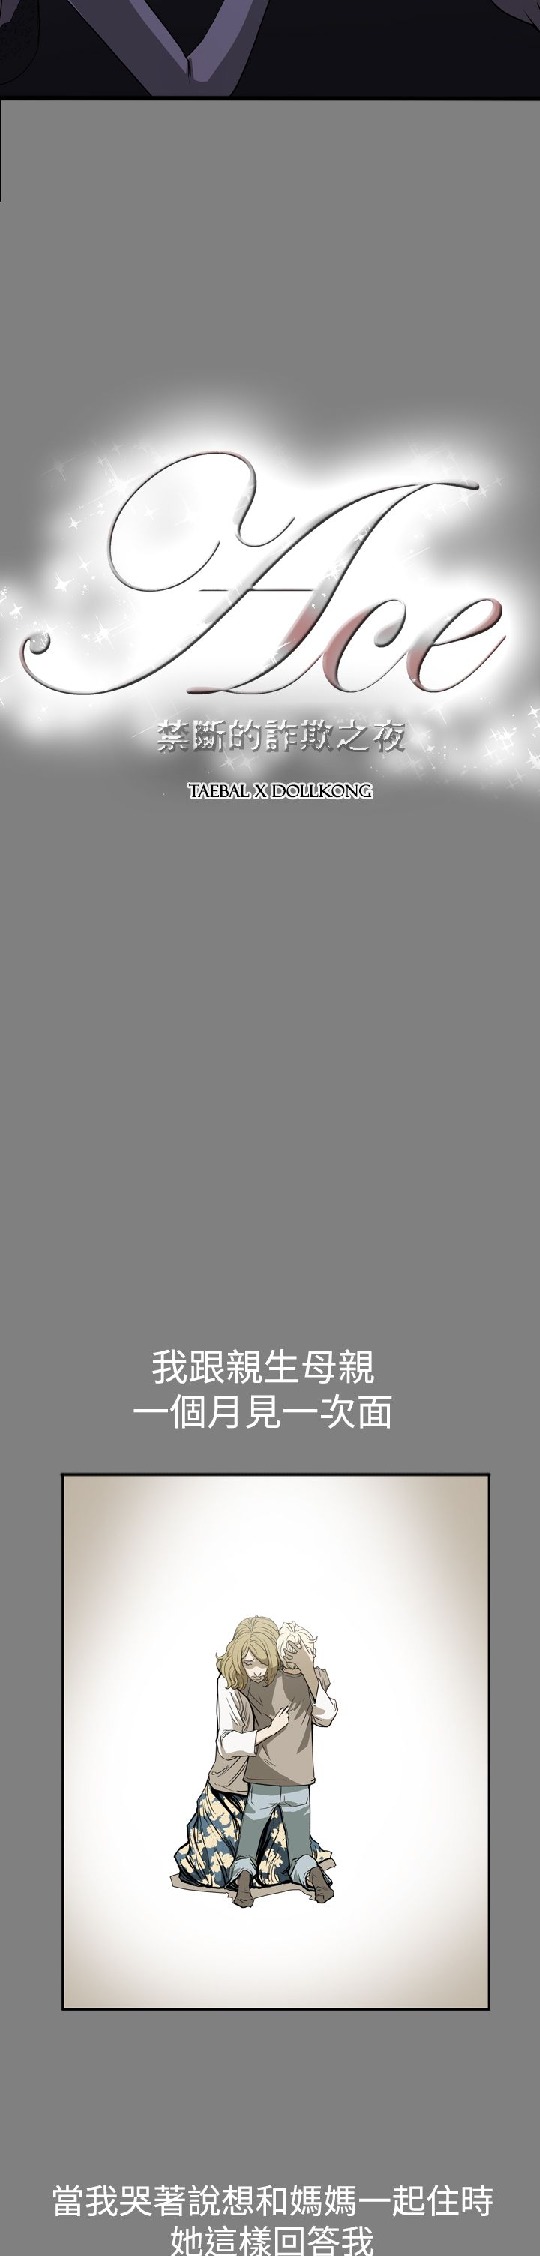 Ace
禁斷的詐欺之夜
TAEBAL X DOLLKONG
我跟親生母親
一個月見一次面
當我哭著說想和媽媽一起住時
她這樣回答我